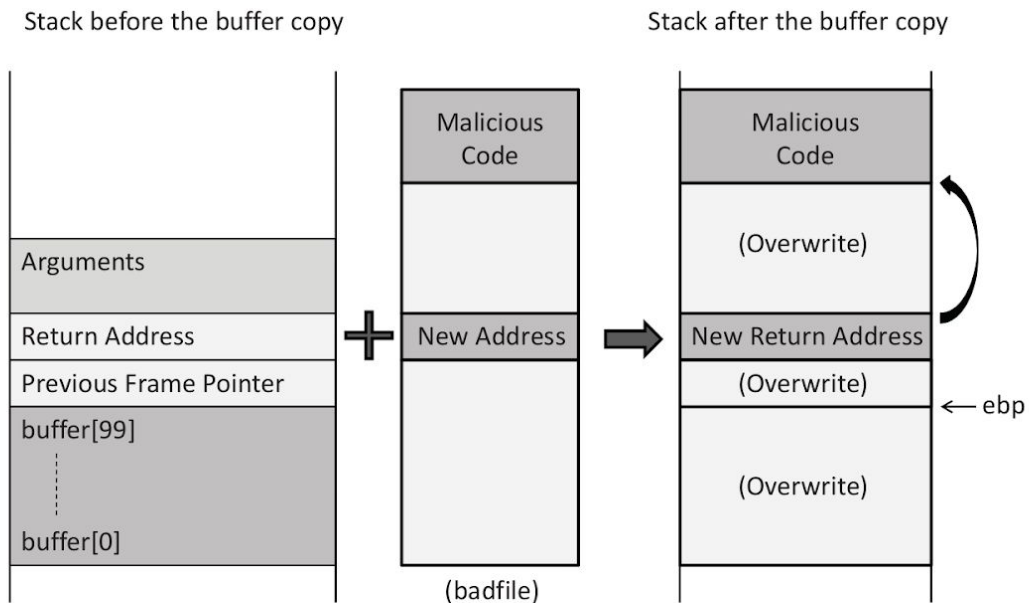 Stack before the buffer copy
Stack after the buffer copy
Arguments
Return Address
Previous Frame Pointer
buffer[99]
buffer[0]
Malicious
Code
New Address
(badfile)
Malicious
Code
(Overwrite)
New Return Address
(Overwrite)
ebp
(Overwrite)